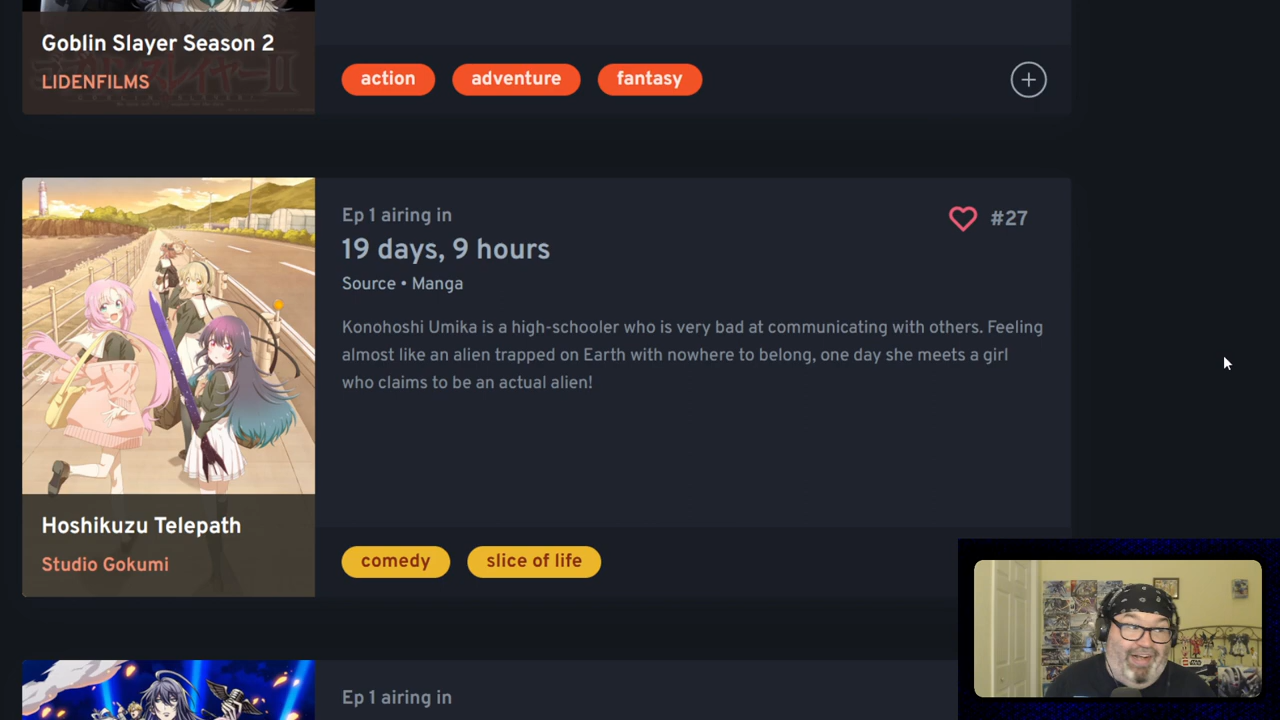 Goblin Slayer Season 2
LIDENFILMS
action adventure fantasy
Ep 1 airing in
#27
19 days, 9 hours
Source • Manga
Konohoshi Umika is a high-schooler who is very bad at communicating with others. Feeling
almost like an alien trapped on Earth with nowhere to belong, one day she meets a girl
who claims to be an actual alien!
Hoshikuzu Telepath
Studio Gokumi
comedy slice of life
Ep 1 airing in